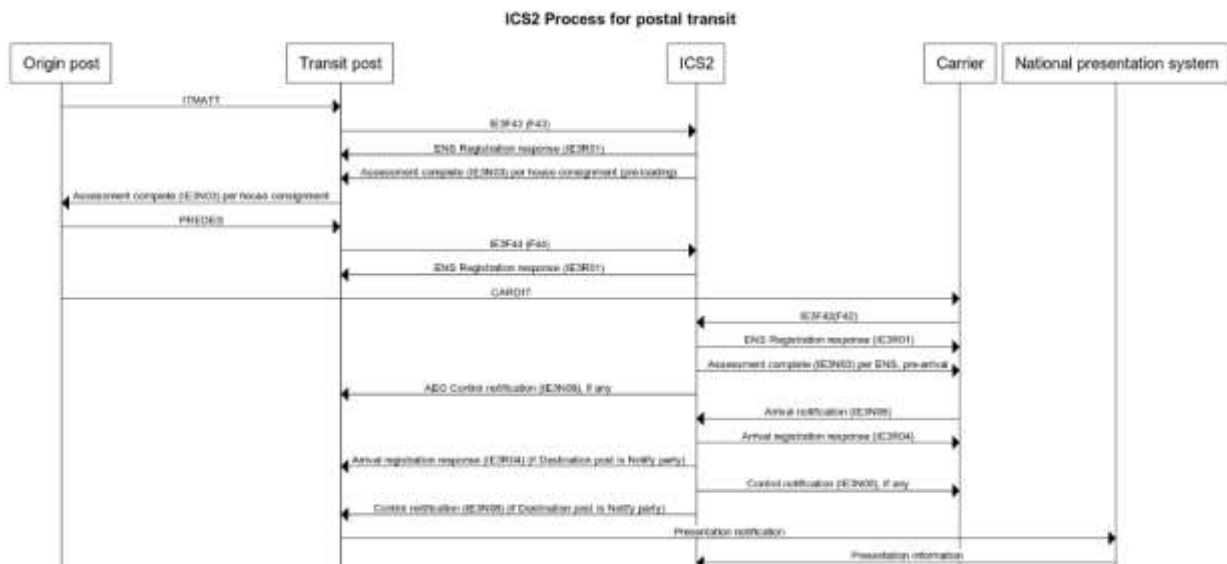 ICS2 Process for postal transit
Origin post
Transit post
ICS2
Carrier
National presentation system
ITMATT
IE3F43 (F43)
ENS Registration response (IE3R01)
Assessment complete (IE3N03) per house consignment (pre-loading)
Assessment complete (IE3N03) per house consignment
PREDES
IE3F44 (F44)
ENS Registration response (IE3R01)
CARDIT
IE3F42(F42)
ENS Registration response (IE3R01)
Assessment complete (IE3N03) per ENS, pre-arrival
AEO Control notification (IE3N09), if any
Arrival notification (IE3N06)
Arrival registration response (IE3R04)
Arrival registration response (IE3R04) (if Destination post is Notify party)
Control notification (IE3N08), if any
Control notification (IE3N08) (if Destination post is Notify party)
Presentation notification
Presentation information